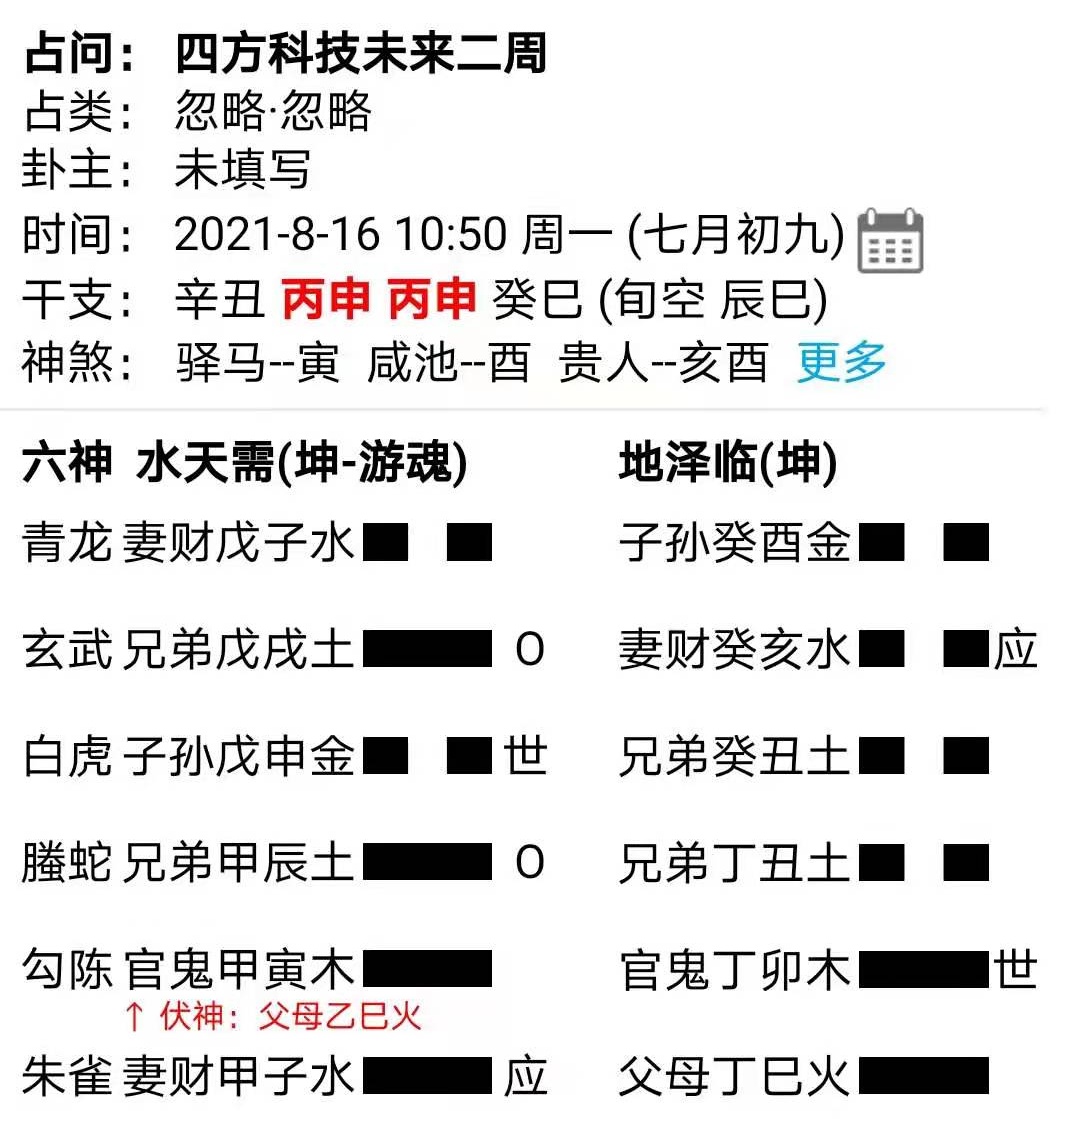 占问： 四方科技未来二周
占类： 忽略·忽略
卦主： 未填写
时间： 2021-8-16 10:50 周一 (七月初九)
干支： 辛丑 丙申 丙申 癸巳 (旬空 辰巳)
神煞： 驿马--寅 咸池--酉 贵人--亥酉 更多
六神 水天需(坤-游魂) 地泽临(坤)
青龙 妻财戊子水 子孙癸酉金
玄武 兄弟戊戌土 O 妻财癸亥水 应
白虎 子孙戊申金 世 兄弟癸丑土
螣蛇 兄弟甲辰土 O 兄弟丁丑土
勾陈 官鬼甲寅木 官鬼丁卯木 世
↑ 伏神：父母乙巳火
朱雀 妻财甲子水 应 父母丁巳火